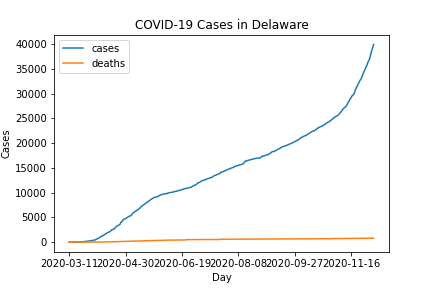 COVID-19 Cases in Delaware
cases
deaths
40000
35000
30000
25000
20000
15000
10000
5000
0
Cases
2020-03-11 2020-04-30 2020-06-19 2020-08-08 2020-09-27 2020-11-16
Day